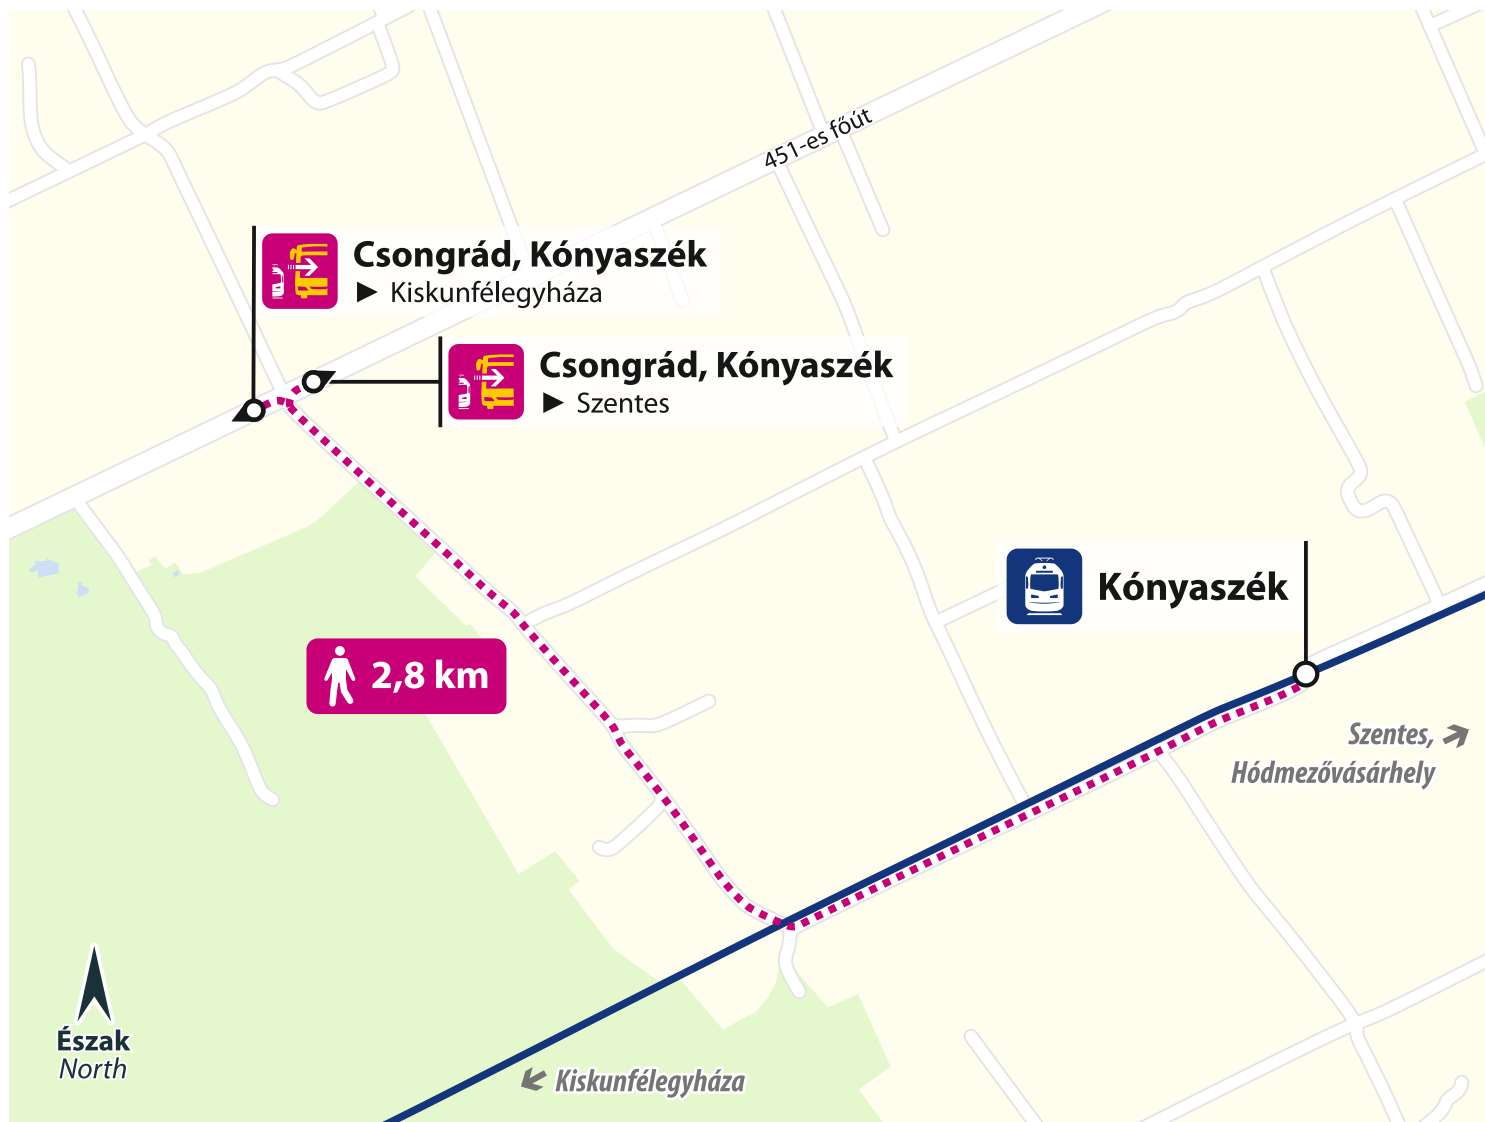 451-es főút
Csongrád, Kónyaszék
► Kiskunfélegyháza
Csongrád, Kónyaszék
► Szentes
Kónyaszék
2,8 km
Szentes,
Hódmezővásárhely
Észak
North
Kiskunfélegyháza